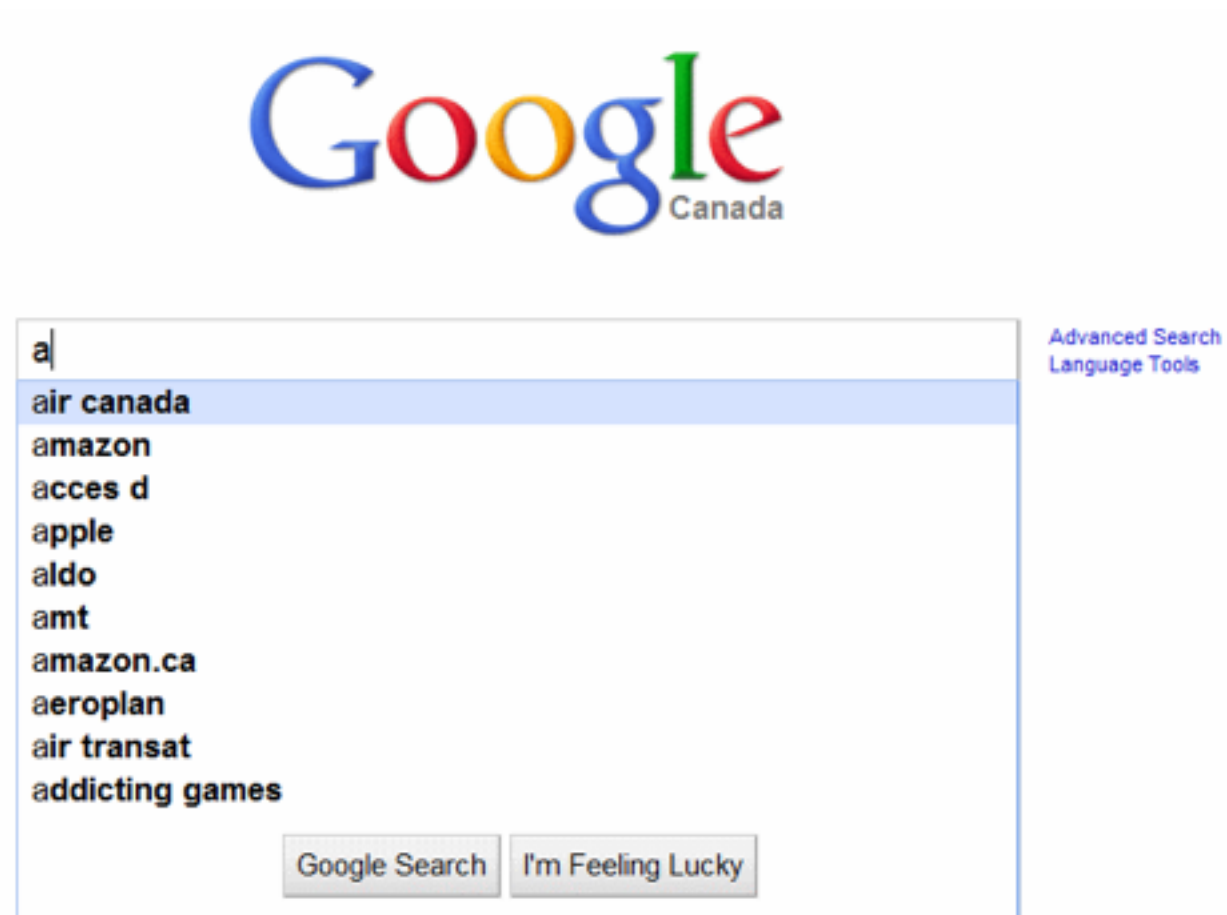 Google
Canada
a
Advanced Search
Language Tools
air canada
amazon
acces d
apple
aldo
amt
amazon.ca
aeroplan
air transat
addicting games
Google Search
I'm Feeling Lucky